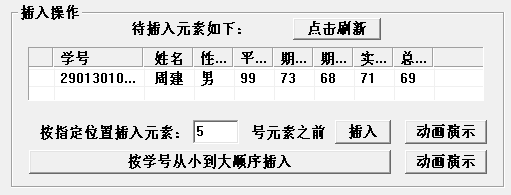 插入操作
待插入元素如下： 点击刷新
学号 姓名 性... 平... 期... 期... 实... 总...
29013010... 周建 男 99 73 68 71 69
按指定位置插入元素： 5 号元素之前 插入 动画演示
按学号从小到大顺序插入 动画演示